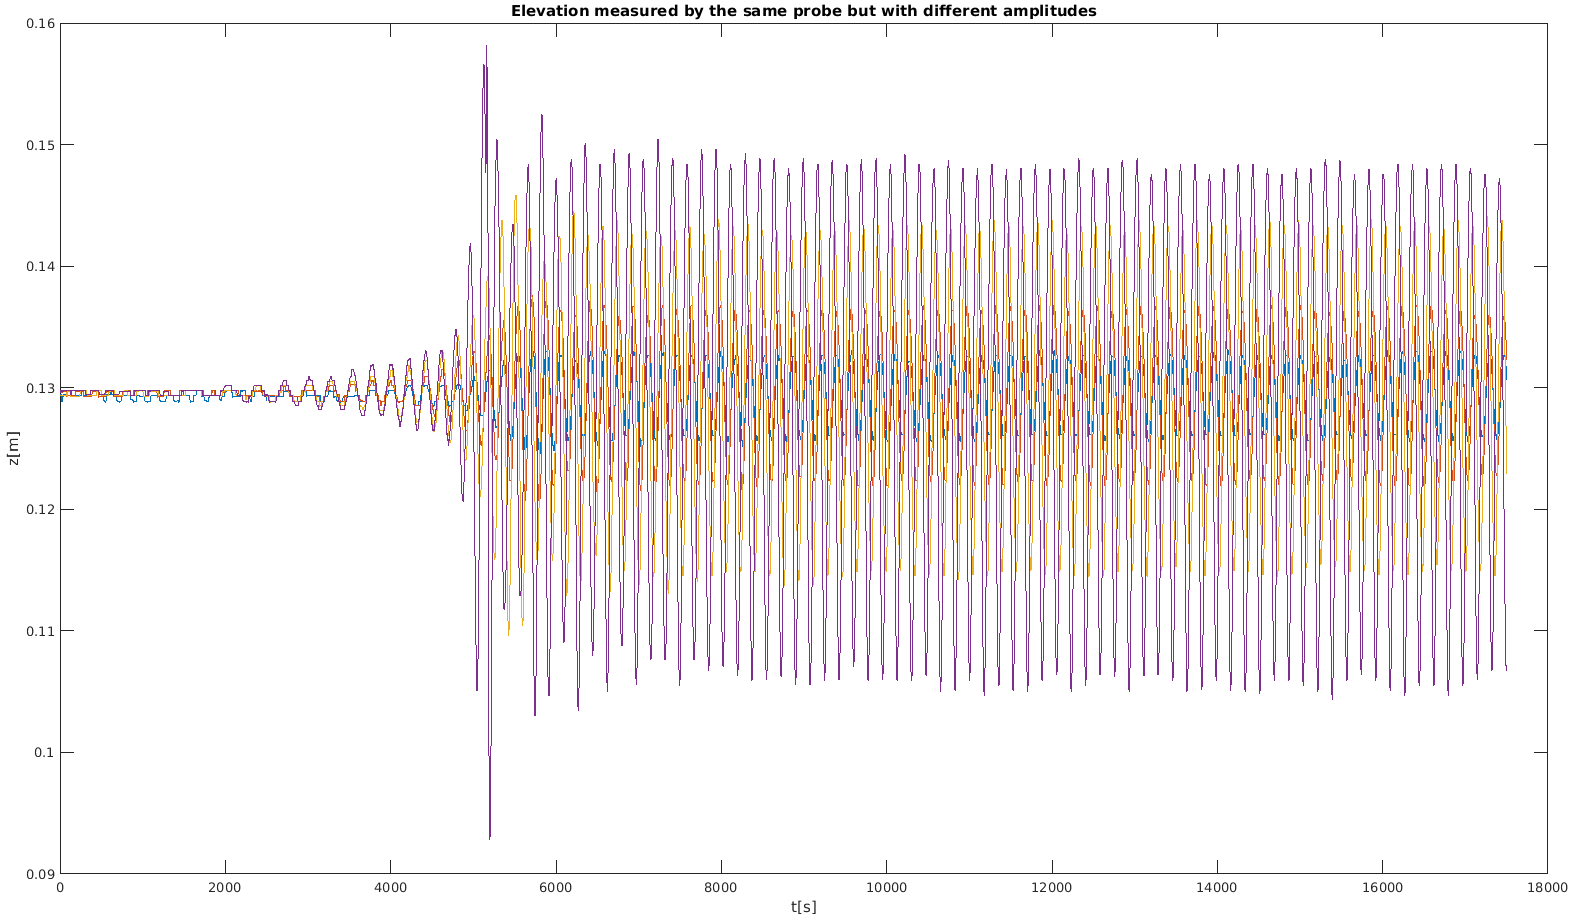 Elevation measured by the same probe but with different amplitudes
0.16
0.15
0.14
0.13
0.12
0.11
0.1
0.09
z[m]
0 2000 4000 6000 8000 10000 12000 14000 16000 18000
t[s]